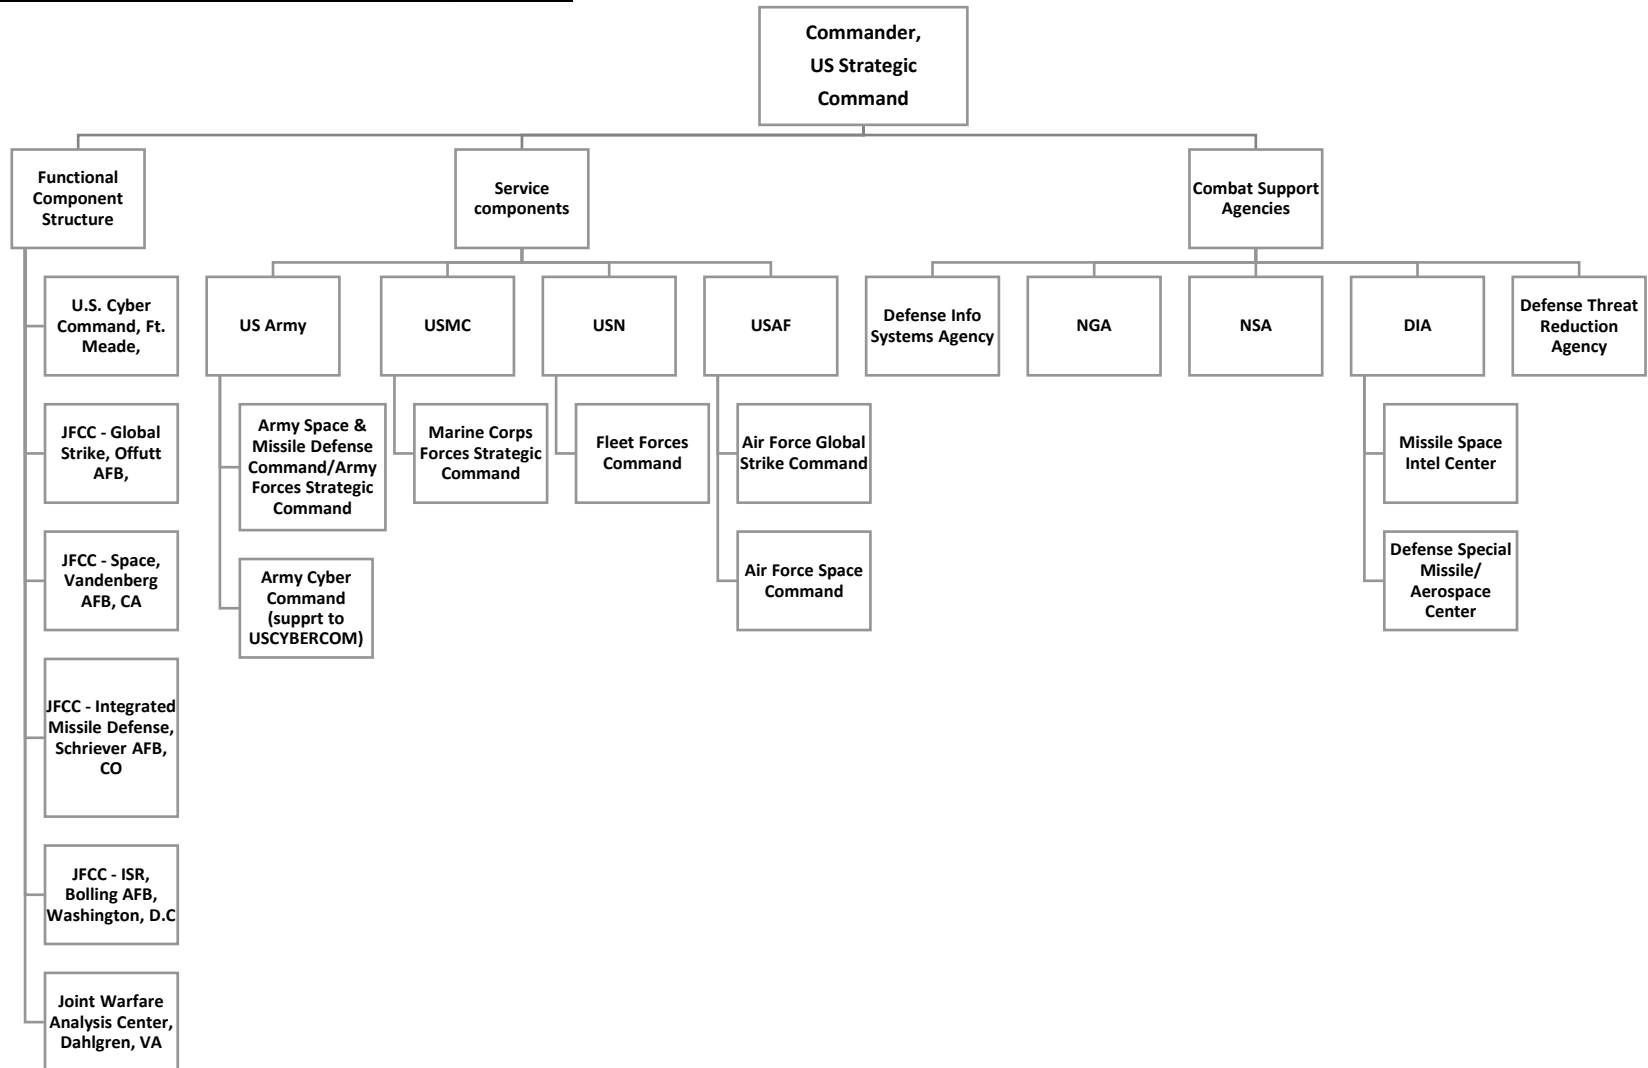 Commander,
US Strategic
Command
Functional
Component
Structure
Service
components
Combat Support
Agencies
U.S. Cyber
Command, Ft.
Meade,
JFCC - Global
Strike, Offutt
AFB,
JFCC - Space,
Vandenberg
AFB, CA
JFCC - Integrated
Missile Defense,
Schriever AFB,
CO
JFCC - ISR,
Bolling AFB,
Washington, D.C
Joint Warfare
Analysis Center,
Dahlgren, VA
US Army
Army Space &
Missile Defense
Command/Army
Forces Strategic
Command
Army Cyber
Command
(supprt to
USCYBERCOM)
USMC
Marine Corps
Forces Strategic
Command
USN
Fleet Forces
Command
USAF
Air Force Global
Strike Command
Air Force Space
Command
Defense Info
Systems Agency
NGA
NSA
DIA
Missile Space
Intel Center
Defense Special
Missile/
Aerospace
Center
Defense Threat
Reduction
Agency